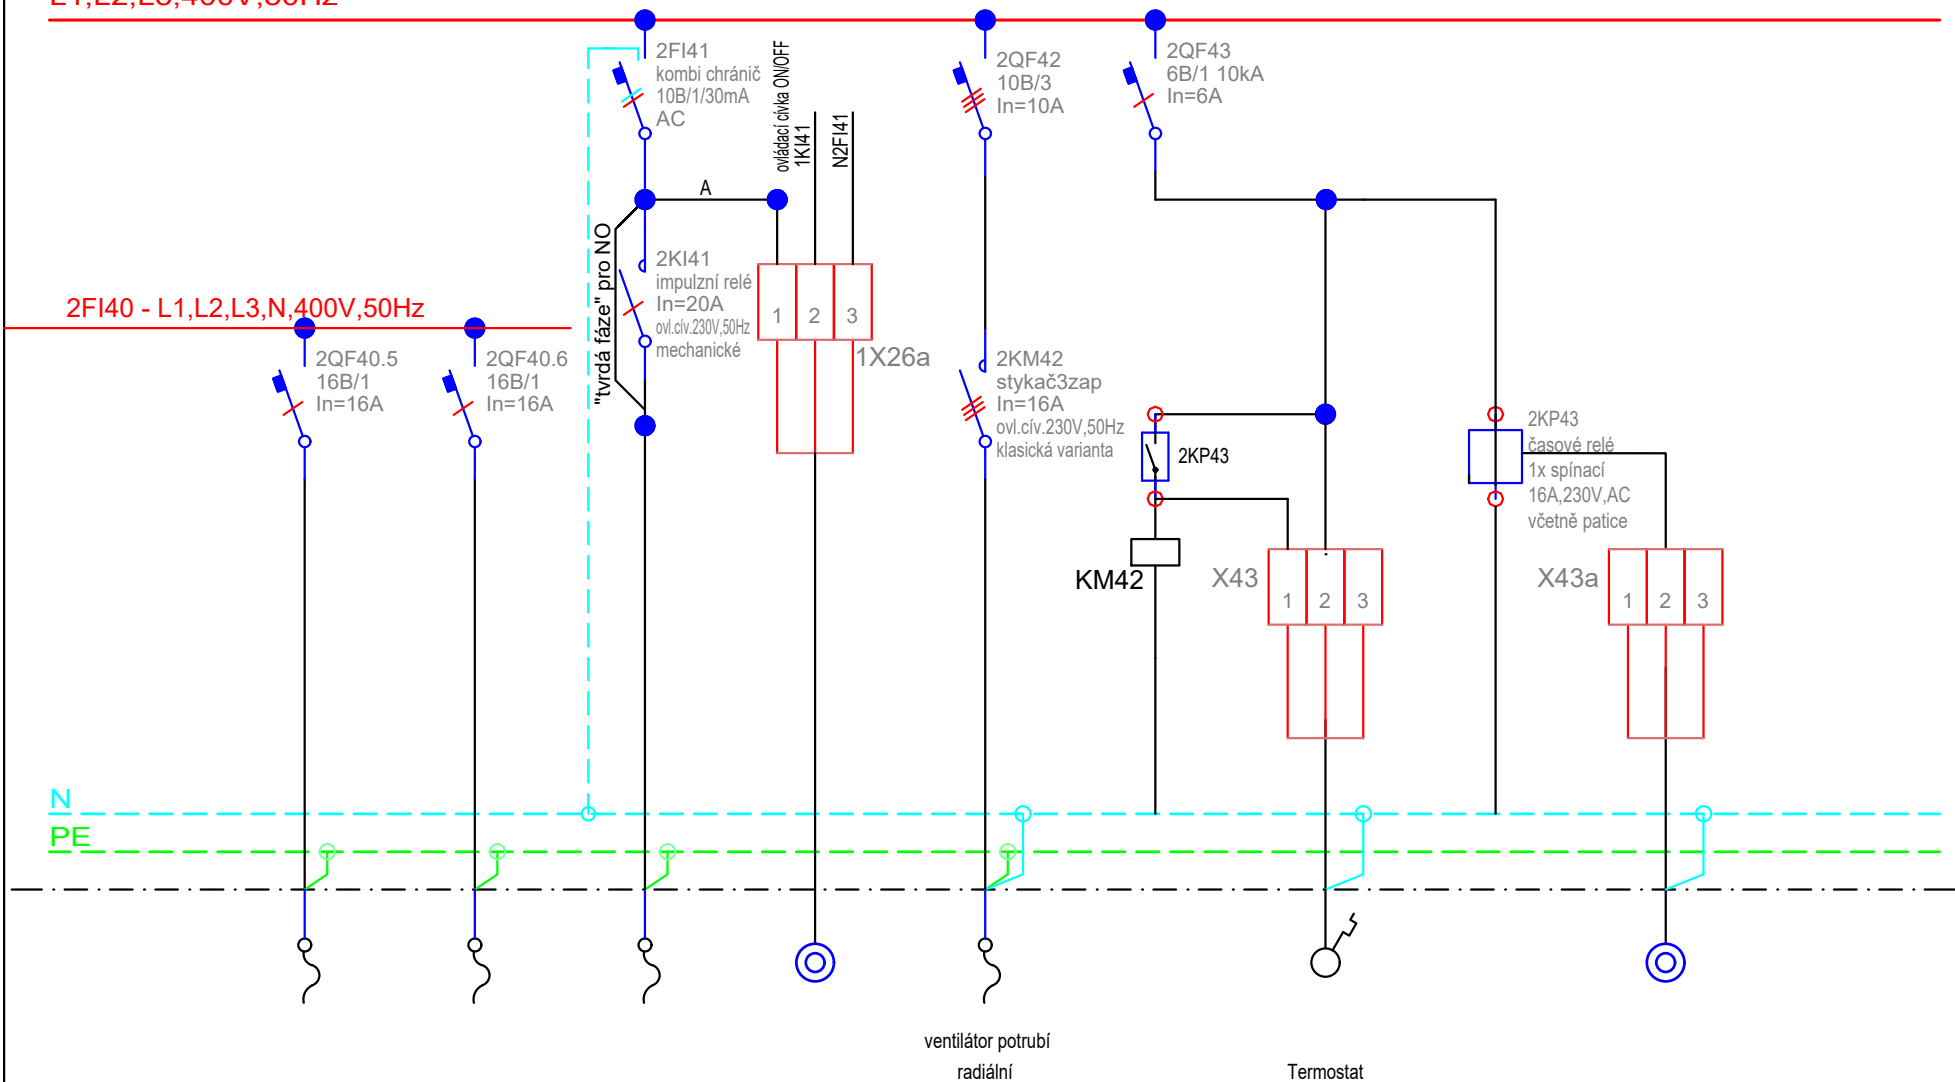 L1,L2,L3,400V,50Hz
2FI41
kombi chránič
10B/1/30mA
AC
ovládací cívka ON/OFF
1KI41
N2FI41
2QF42
10B/3
In=10A
2QF43
6B/1 10kA
In=6A
A
"tvrdá fáze" pro NO
2KI41
impulzní relé
In=20A
ovl.cív.230V,50Hz
mechanické
1 2 3
1X26a
2FI40 - L1,L2,L3,N,400V,50Hz
2QF40.5
16B/1
In=16A
2QF40.6
16B/1
In=16A
2KM42
stykač3zap
In=16A
ovl.cív.230V,50Hz
klasická varianta
2KP43
2KP43
časové relé
1x spínací
16A,230V,AC
včetně patice
KM42
X43
1 2 3
X43a
1 2 3
N
PE
ventilátor potrubí
radiální
Termostat